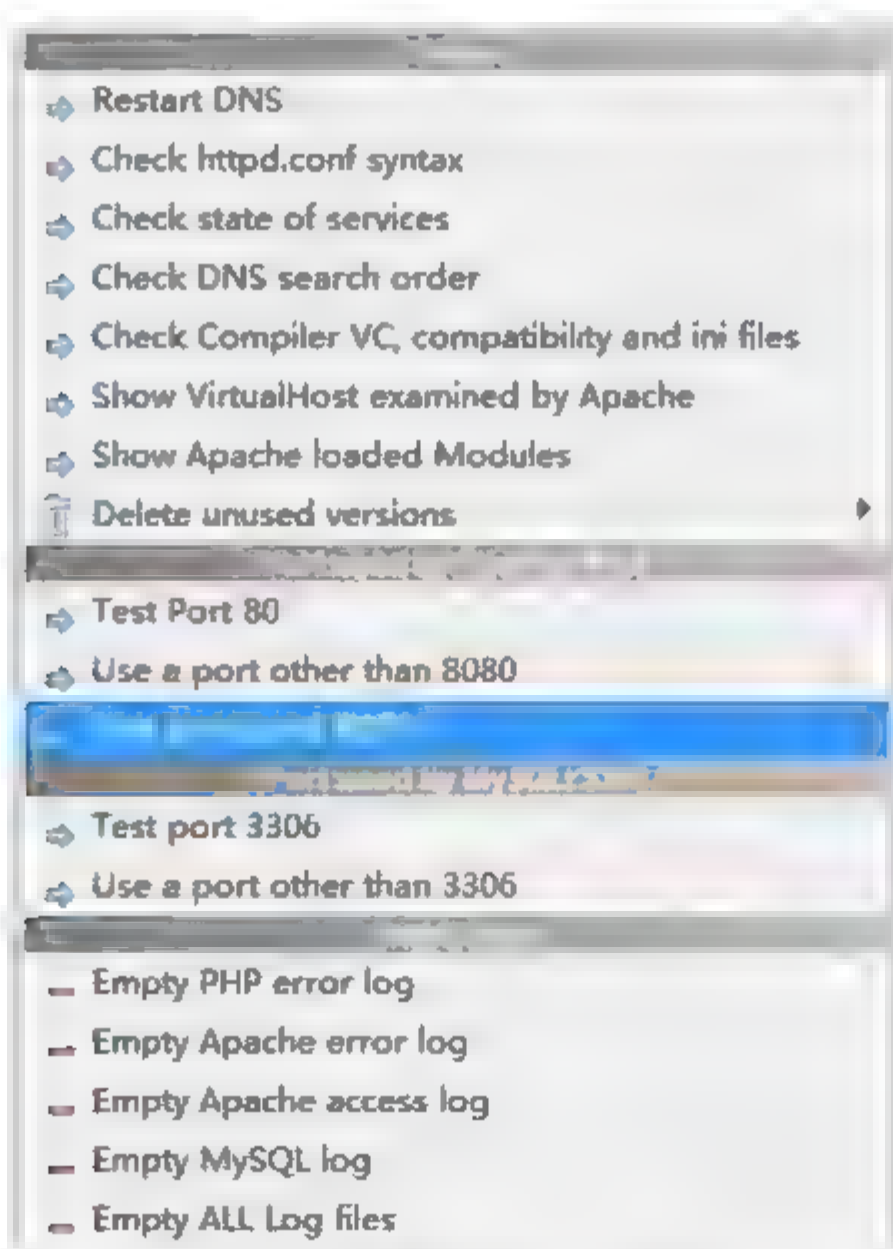 Restart DNS
Check httpd.conf syntax
Check state of services
Check DNS search order
Check Compiler VC, compatibility and ini files
Show VirtualHost examined by Apache
Show Apache loaded Modules
Delete unused versions
Test Port 80
Use a port other than 8080
Test port 3306
Use a port other than 3306
Empty PHP error log
Empty Apache error log
Empty Apache access log
Empty MySQL log
Empty ALL Log files